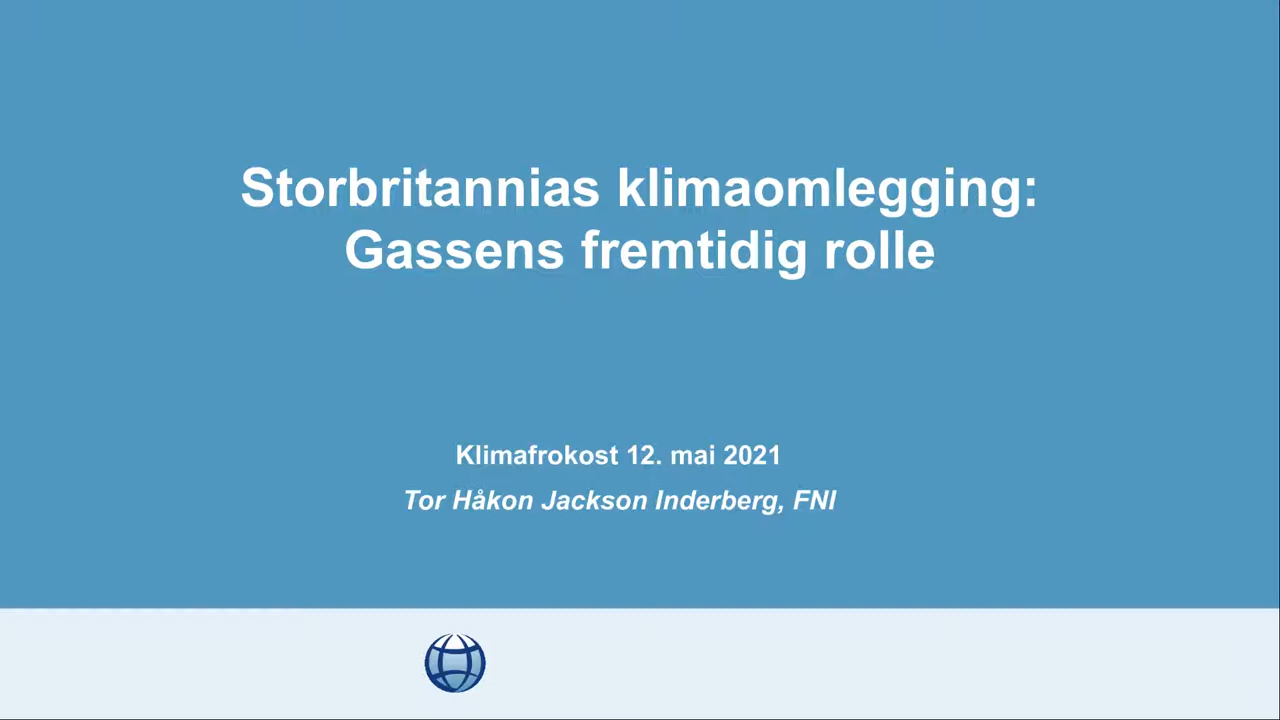 Storbritannias klimaomlegging:
Gassens fremtidig rolle
Klimafrokost 12. mai 2021
Tor Håkon Jackson Inderberg, FNI